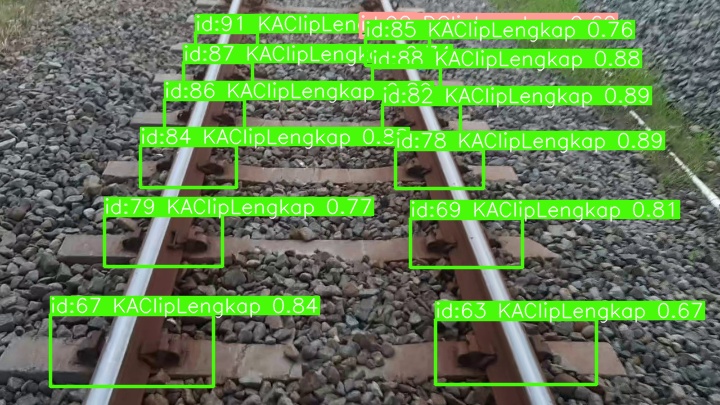 id:91 KAClipLeng
id:85 KAClipLengkap 0.76
id:87 KAClipLengk
id:88 KAClipLengkap 0.88
id:86 KAClipLengkap
id:82 KAClipLengkap 0.89
id:84 KAClipLengkap
id:78 KAClipLengkap 0.89
id:79 KAClipLengkap 0.77
id:69 KAClipLengkap 0.81
id:67 KAClipLengkap 0.84
id:63 KAClipLengkap 0.67